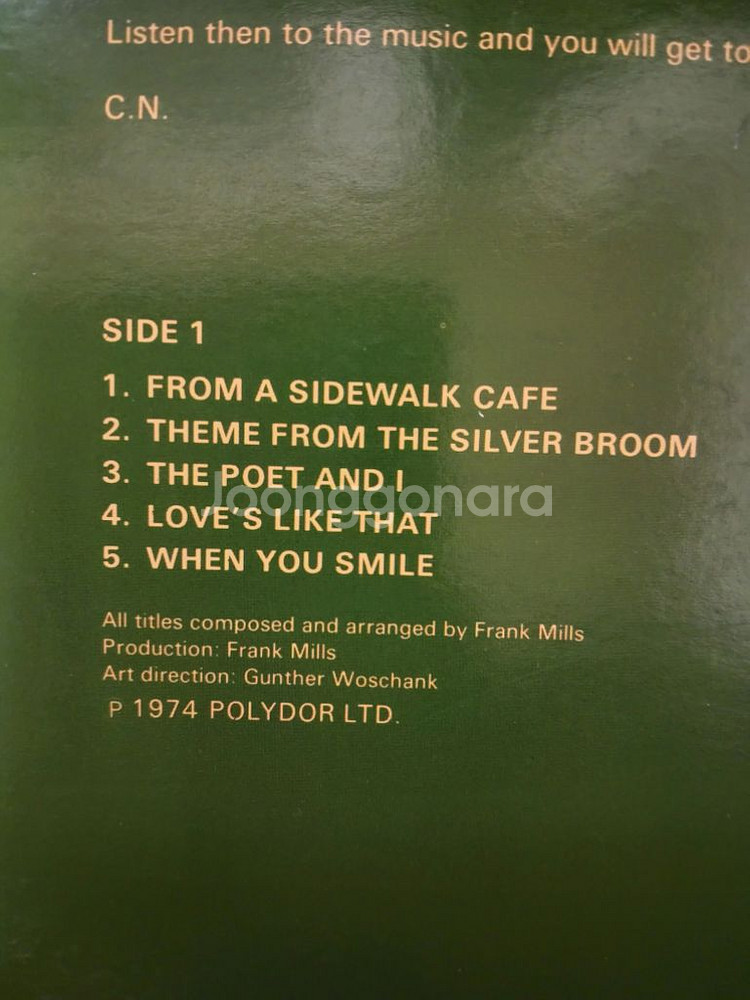 Listen then to the music and you will get to
C.N.
SIDE 1
1. FROM A SIDEWALK CAFE
2. THEME FROM THE SILVER BROOM
3. THE POET AND I
Joonggonara
4. LOVE'S LIKE THAT
5. WHEN YOU SMILE
All titles composed and arranged by Frank Mills
Production: Frank Mills
Art direction: Gunther Woschank
P 1974 POLYDOR LTD.